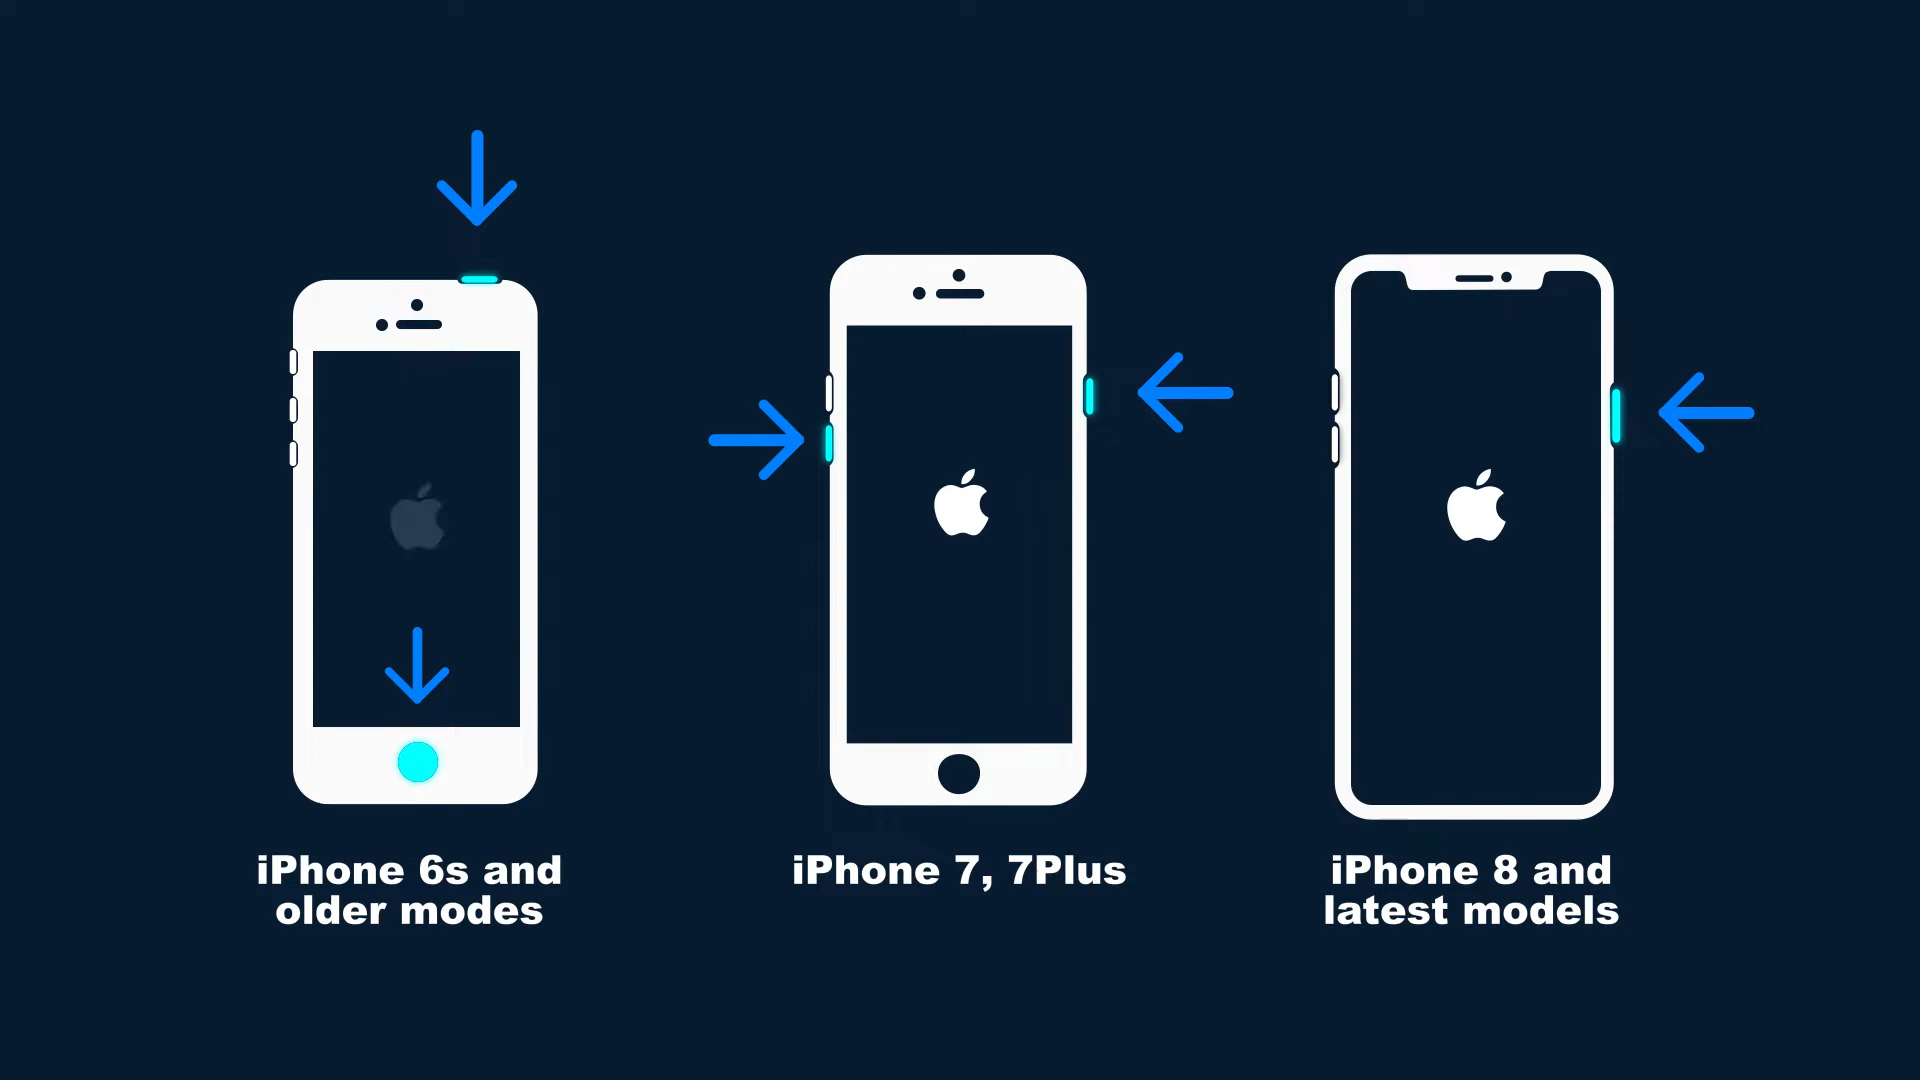 iPhone 6s and
older modes
iPhone 7, 7Plus
iPhone 8 and
latest models